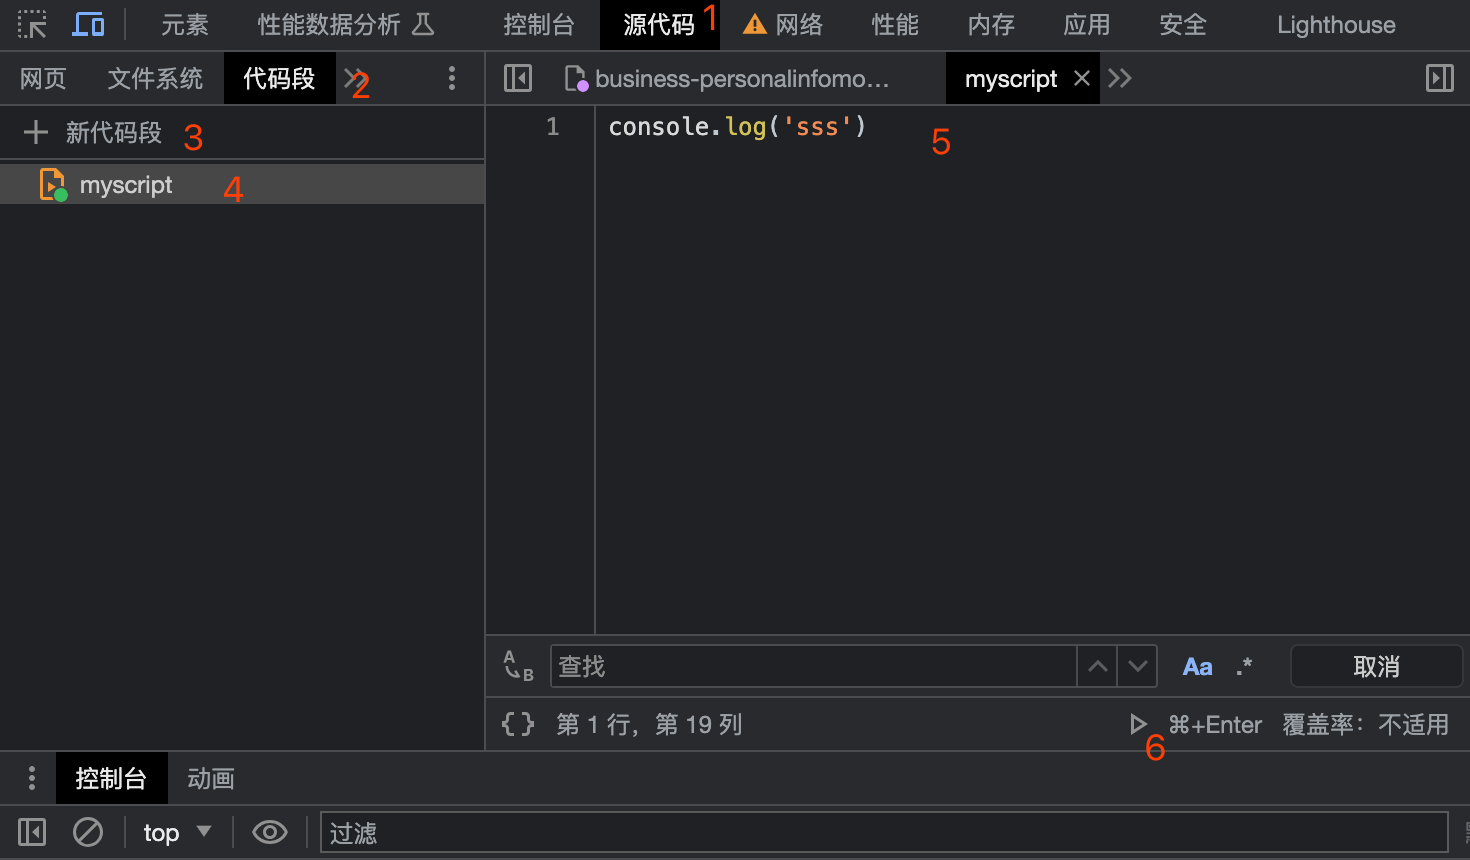 元素 性能数据分析 控制台 源代码 1 网络 性能 内存 应用 安全 Lighthouse
网页 文件系统 代码段 2 business-personalinfomo… myscript
新代码段 3
1 console.log('sss') 5
myscript 4
AB 查找 Aa .* 取消
{} 第 1 行，第 19 列 ⌘+Enter 覆盖率：不适用
6
控制台 动画
top 过滤